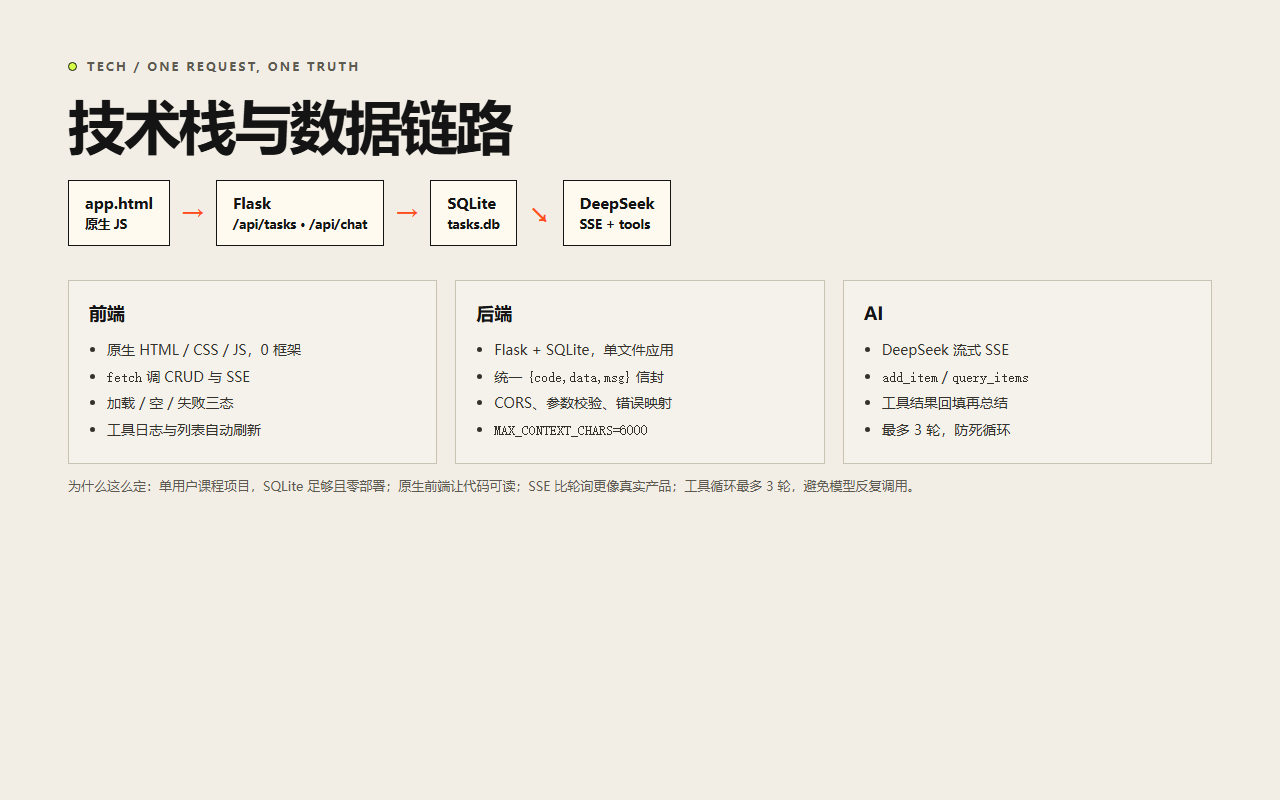 TECH / ONE REQUEST, ONE TRUTH
技术栈与数据链路
app.html
原生 JS
→
Flask
/api/tasks • /api/chat
→
SQLite
tasks.db
↘
DeepSeek
SSE + tools
前端
• 原生 HTML / CSS / JS，0 框架
• fetch 调 CRUD 与 SSE
• 加载 / 空 / 失败三态
• 工具日志与列表自动刷新
后端
• Flask + SQLite，单文件应用
• 统一 {code,data,msg} 信封
• CORS、参数校验、错误映射
• MAX_CONTEXT_CHARS=6000
AI
• DeepSeek 流式 SSE
• add_item / query_items
• 工具结果回填再总结
• 最多 3 轮，防死循环
为什么这么定：单用户课程项目，SQLite 足够且零部署；原生前端让代码可读；SSE 比轮询更像真实产品；工具循环最多 3 轮，避免模型反复调用。